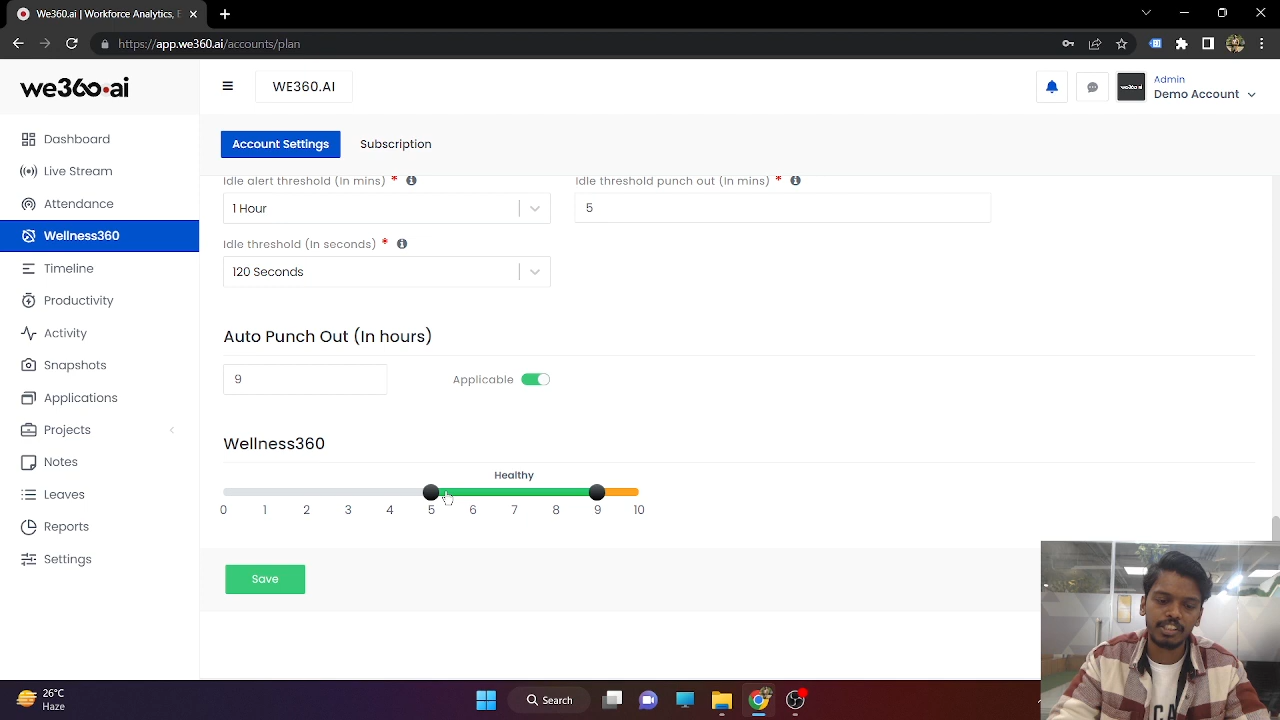 We360.ai | Workforce Analytics, E
https://app.we360.ai/accounts/plan
we360.ai
WE360.AI
Admin
Demo Account
Account Settings
Subscription
Dashboard
Live Stream
Attendance
Wellness360
Timeline
Productivity
Activity
Snapshots
Applications
Projects
Notes
Leaves
Reports
Settings
Idle alert threshold (In mins) *
Idle threshold punch out (In mins) *
1 Hour
5
Idle threshold (In seconds) *
120 Seconds
Auto Punch Out (In hours)
9
Applicable
Wellness360
Healthy
0 1 2 3 4 5 6 7 8 9 10
Save
26°C
Haze
Search